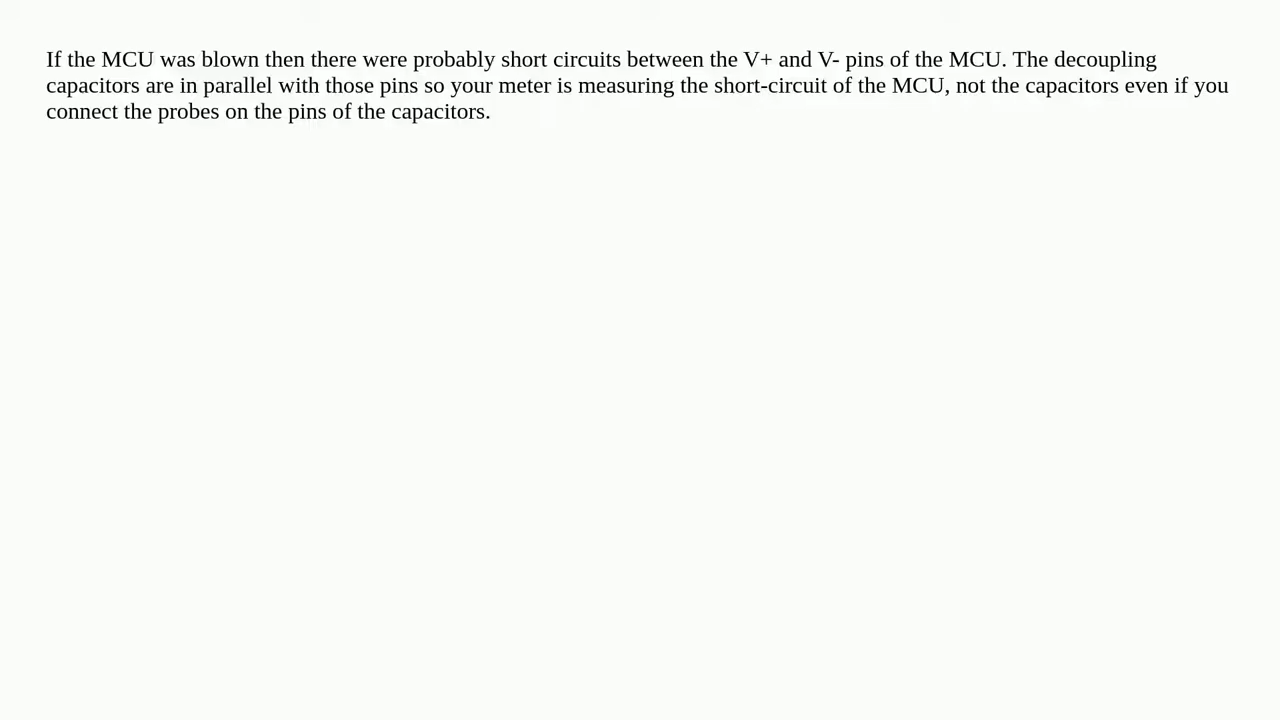 If the MCU was blown then there were probably short circuits between the V+ and V- pins of the MCU. The decoupling
capacitors are in parallel with those pins so your meter is measuring the short-circuit of the MCU, not the capacitors even if you
connect the probes on the pins of the capacitors.